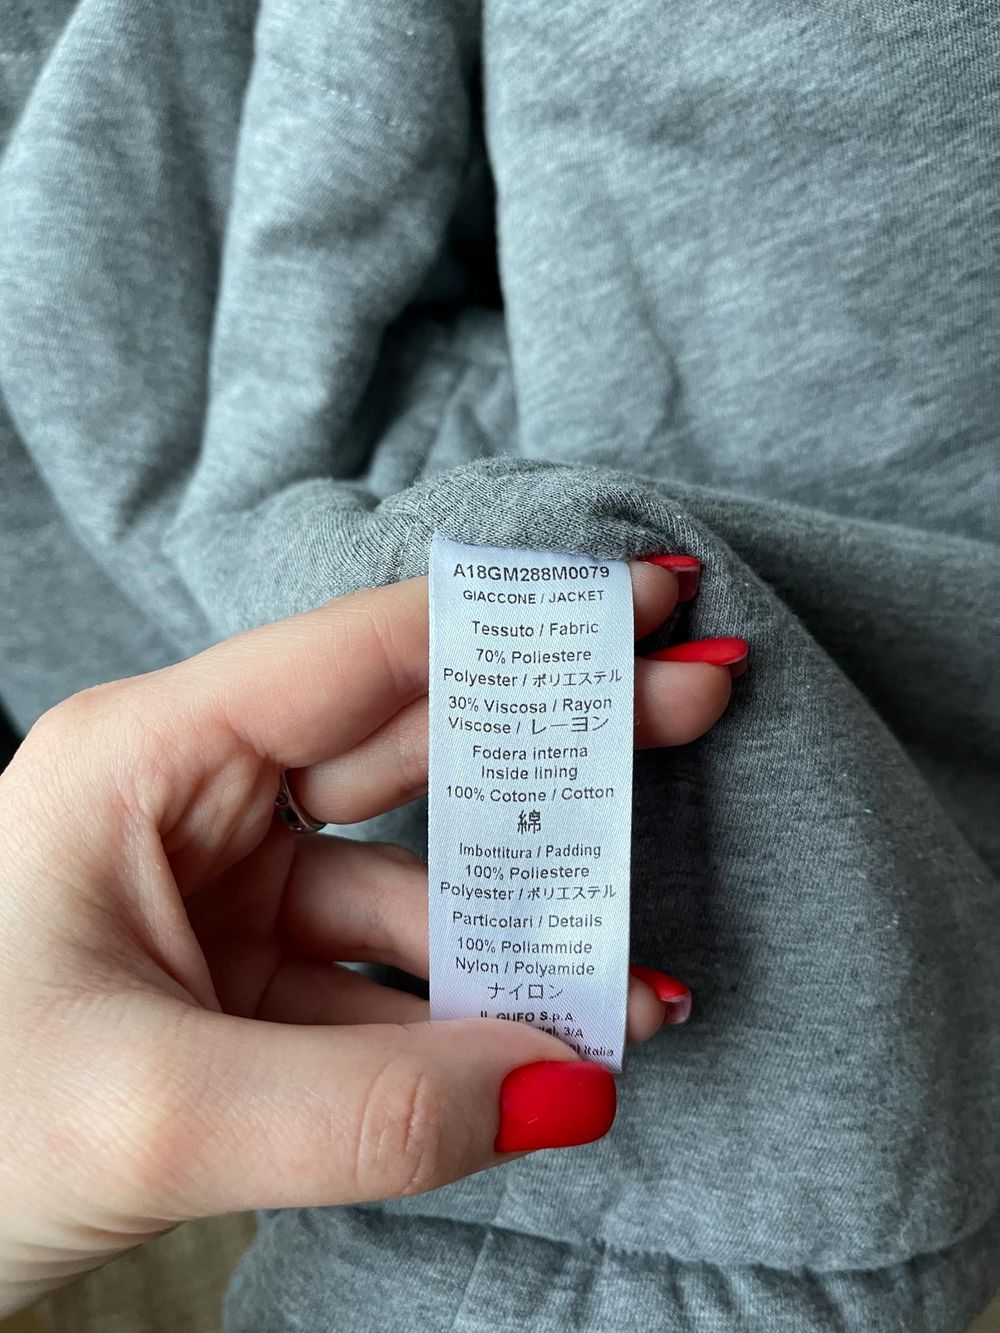 A18GM288M0079
GIACCONE / JACKET
Tessuto / Fabric
70% Poliestere
Polyester / ポリエステル
30% Viscosa / Rayon
Viscose / レーヨン
Fodera interna
Inside lining
100% Cotone / Cotton
綿
Imbottitura / Padding
100% Poliestere
Polyester / ポリエステル
Particolari / Details
100% Poliammide
Nylon / Polyamide
ナイロン
IL GUFO S.p.A.
3/A
Italia